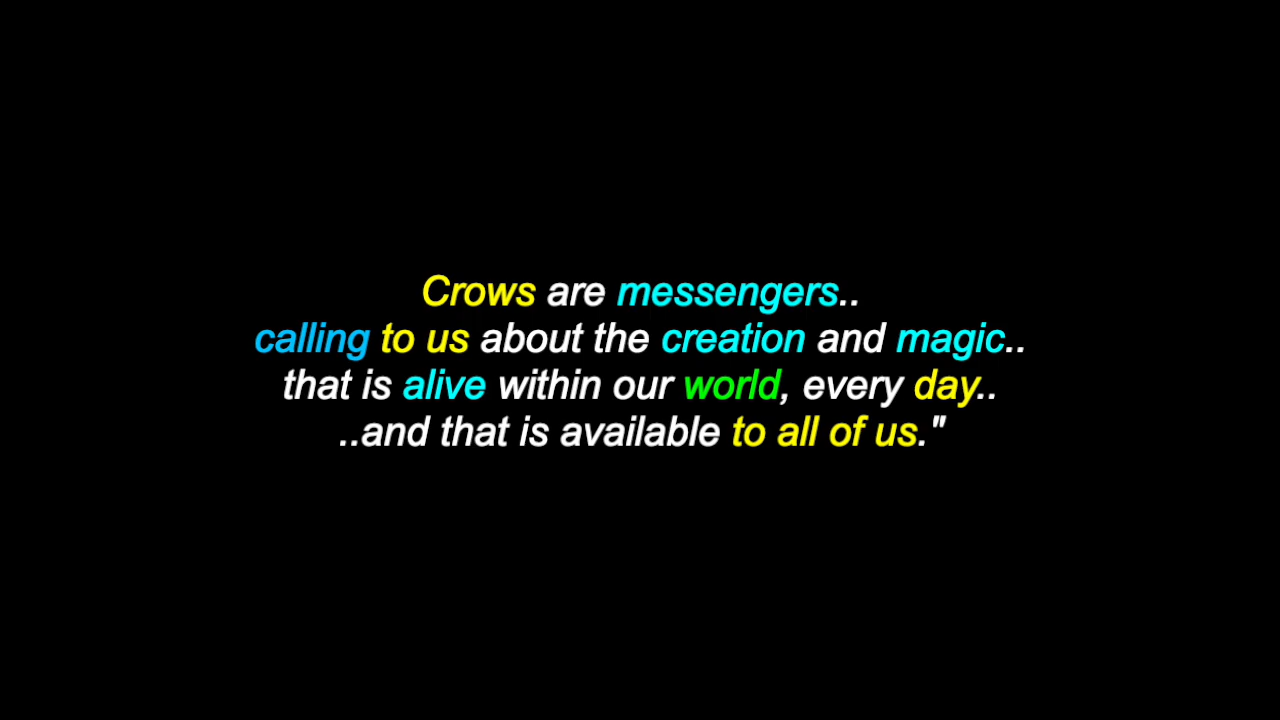 Crows are messengers..
calling to us about the creation and magic..
that is alive within our world, every day..
..and that is available to all of us."